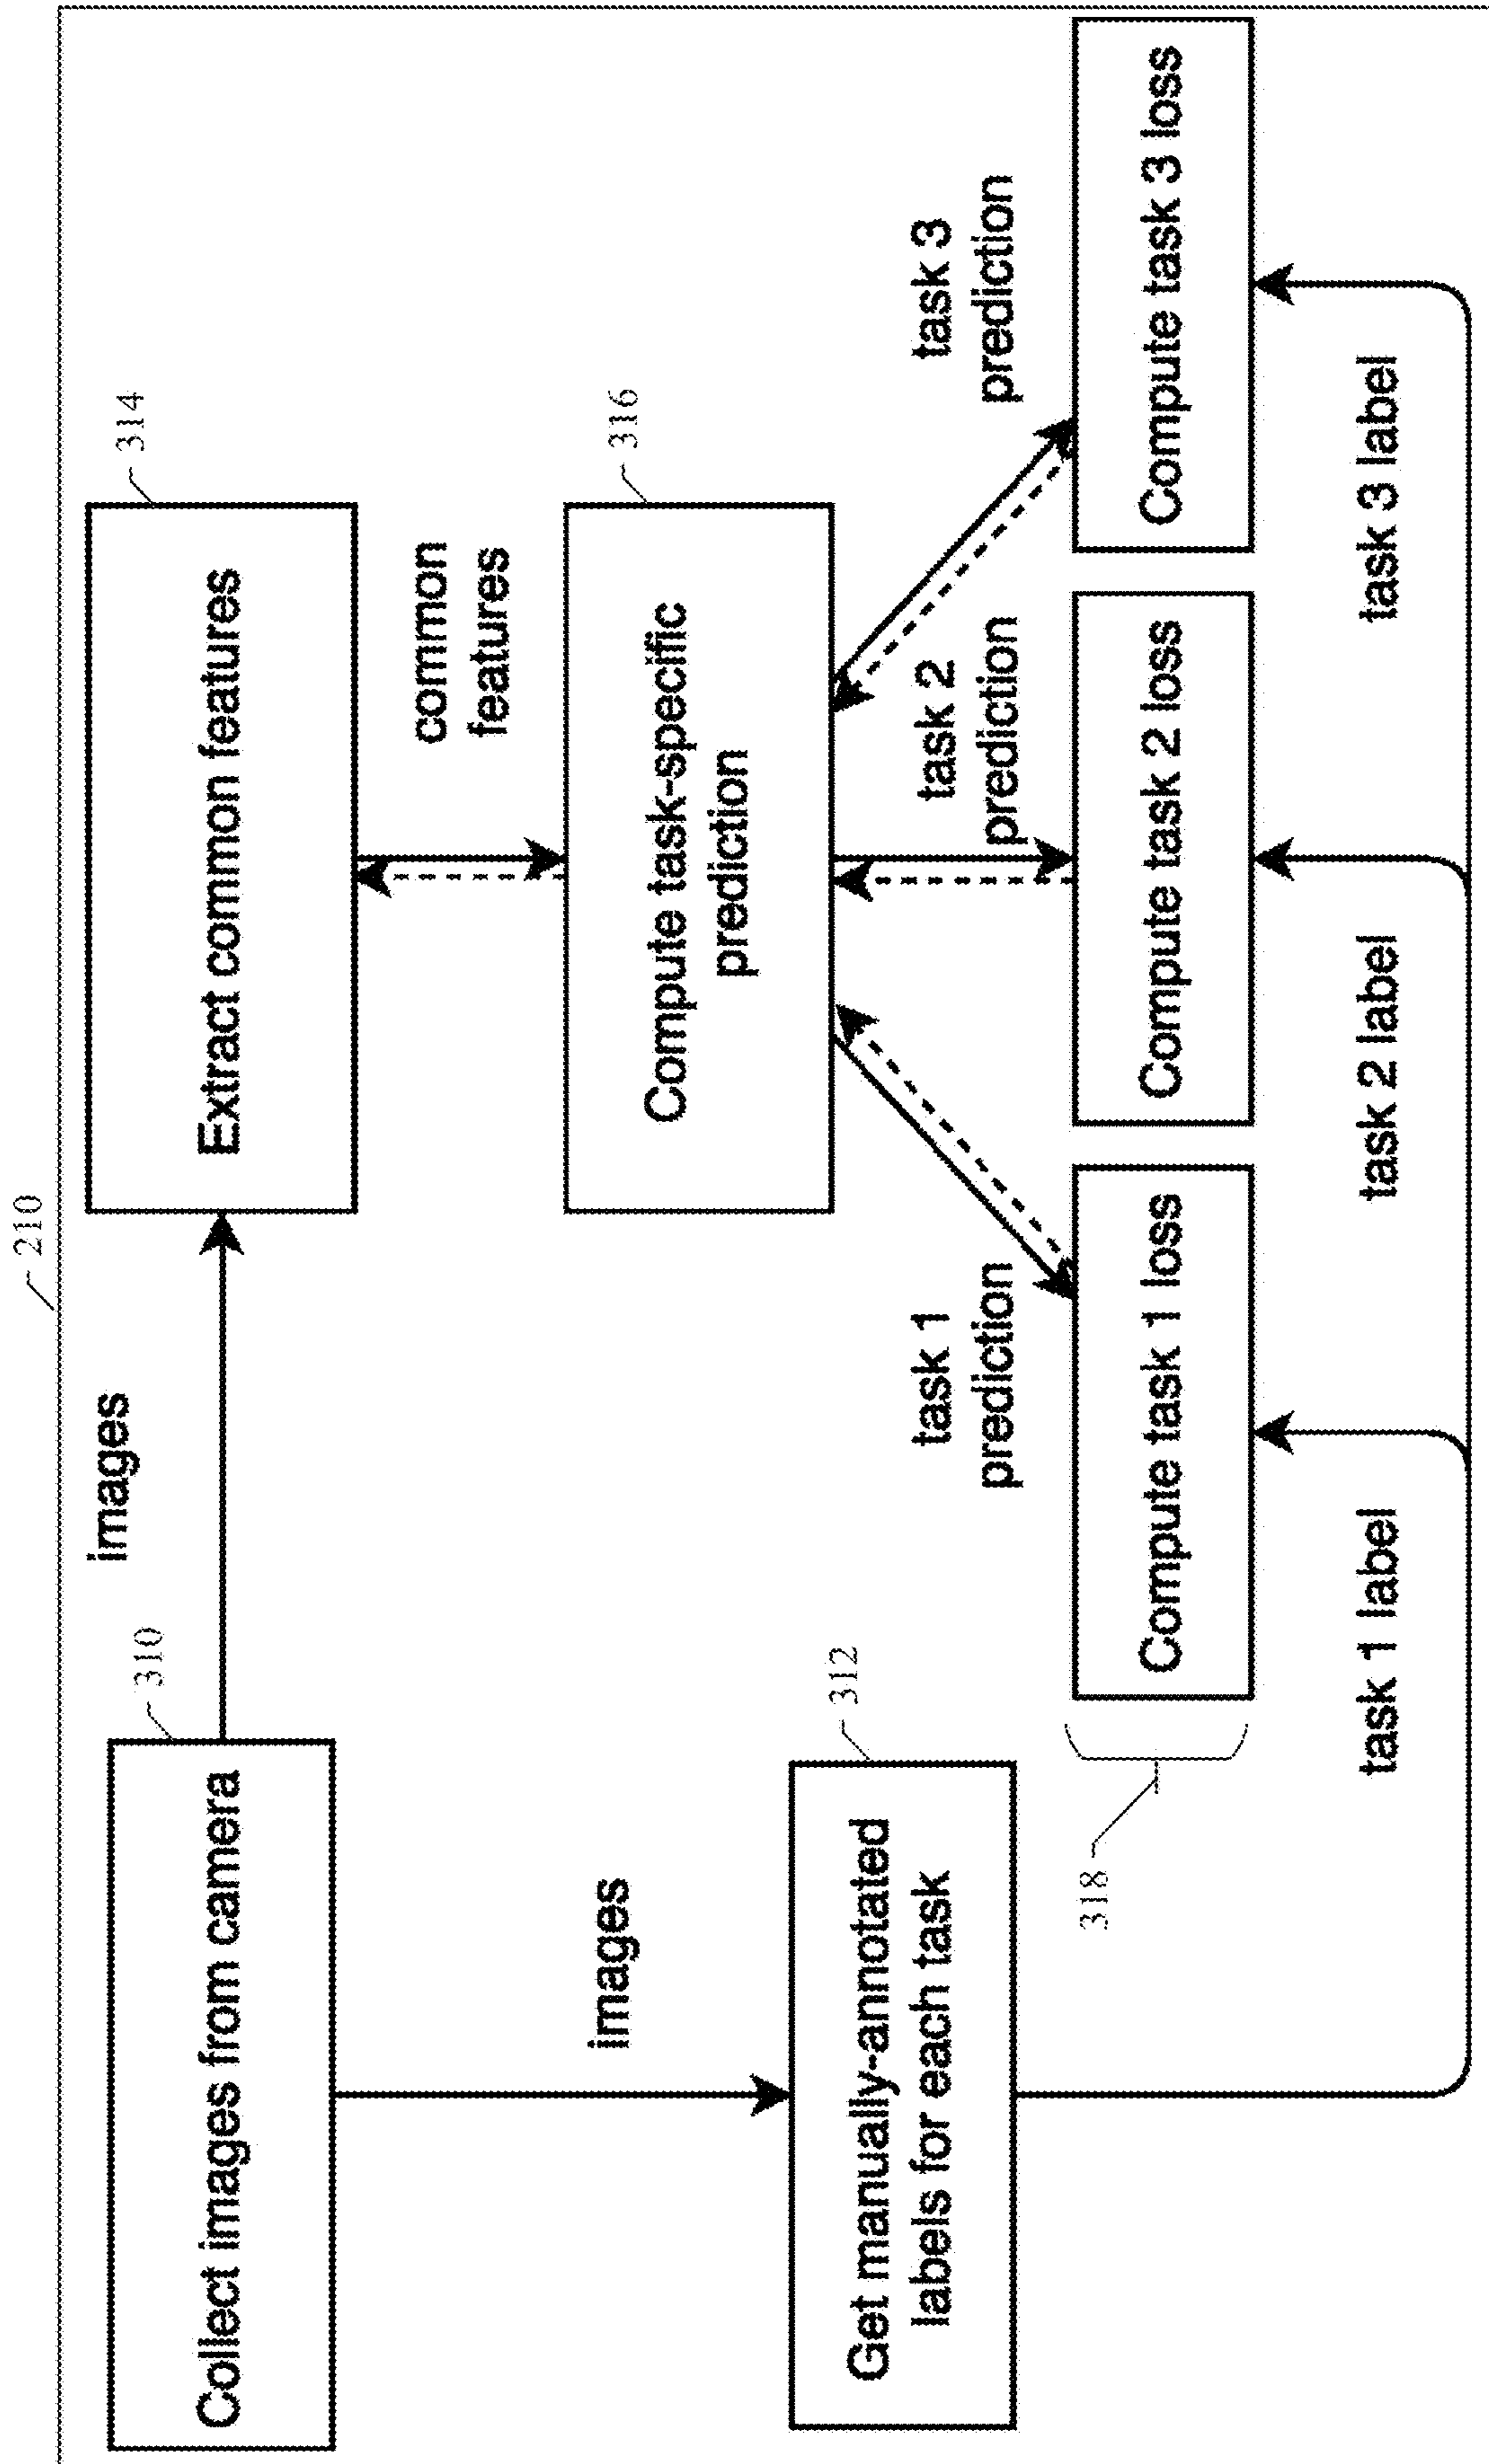 210
Collect images from camera
310
images
Extract common features
314
images
common
features
Compute task-specific
prediction
316
Get manually-annotated
labels for each task
312
task 1
prediction
task 2
prediction
task 3
prediction
318
Compute task 1 loss
Compute task 2 loss
Compute task 3 loss
task 1 label
task 2 label
task 3 label